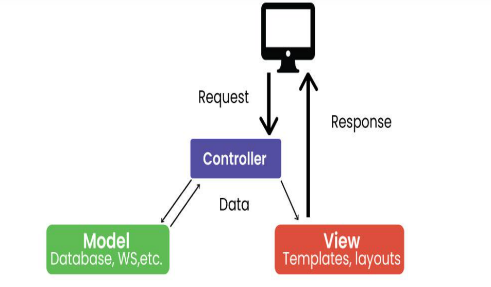 Request
Response
Controller
Data
Model
Database, WS,etc.
View
Templates, layouts